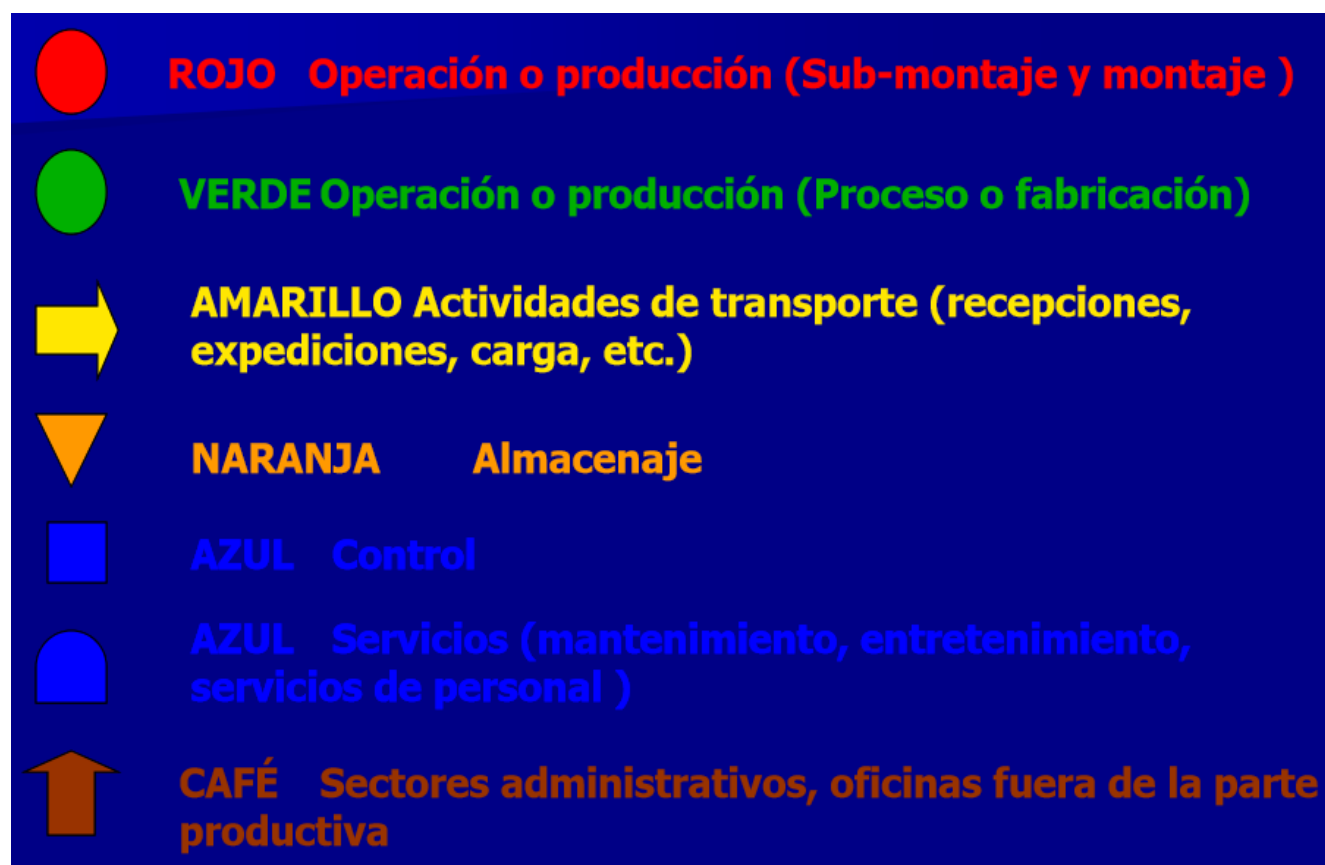 ROJO Operación o producción (Sub-montaje y montaje )
VERDE Operación o producción (Proceso o fabricación)
AMARILLO Actividades de transporte (recepciones,
expediciones, carga, etc.)
NARANJA Almacenaje
AZUL Control
AZUL Servicios (mantenimiento, entretenimiento,
servicios de personal )
CAFÉ Sectores administrativos, oficinas fuera de la parte
productiva